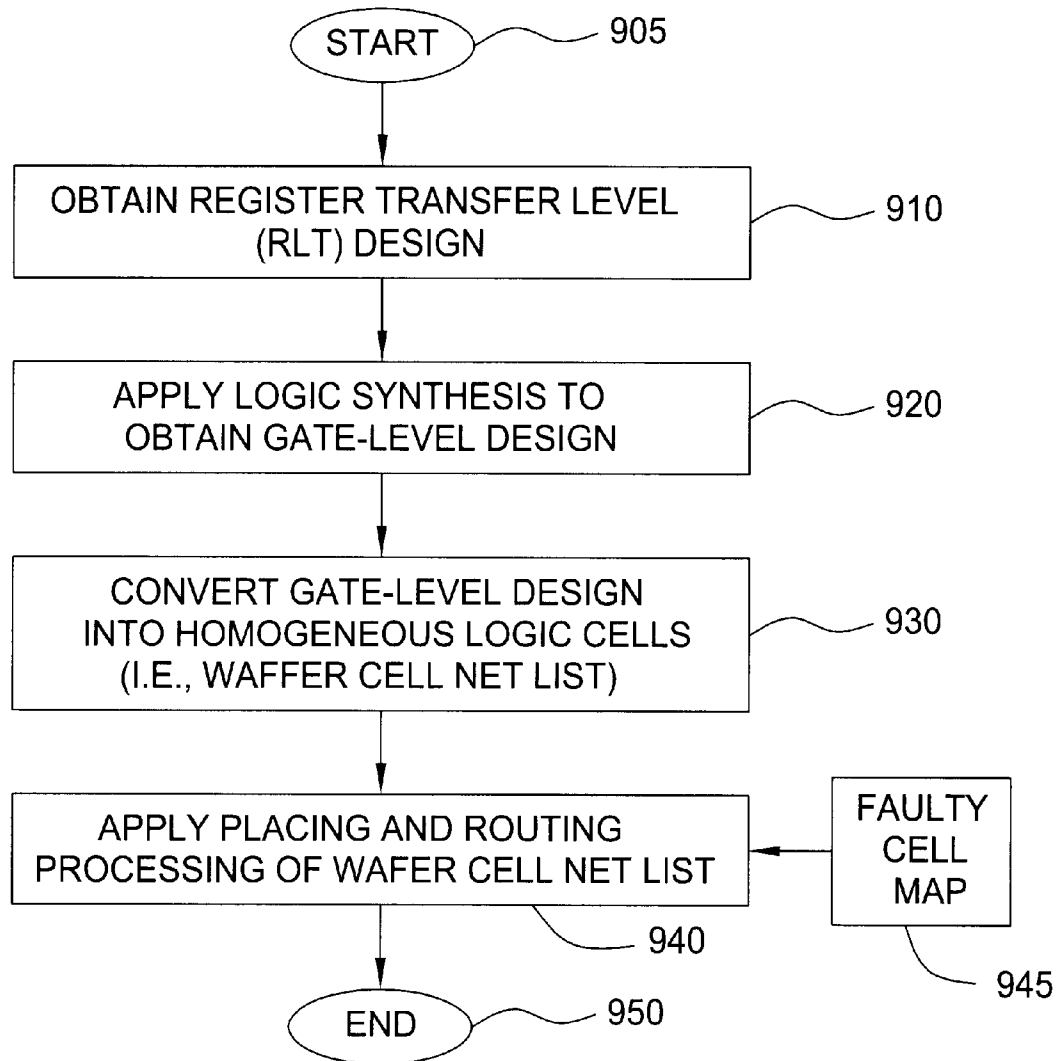 START
905
OBTAIN REGISTER TRANSFER LEVEL
(RLT) DESIGN
910
APPLY LOGIC SYNTHESIS TO
OBTAIN GATE-LEVEL DESIGN
920
CONVERT GATE-LEVEL DESIGN
INTO HOMOGENEOUS LOGIC CELLS
(I.E., WAFFER CELL NET LIST)
930
APPLY PLACING AND ROUTING
PROCESSING OF WAFER CELL NET LIST
940
FAULTY
CELL
MAP
945
END
950